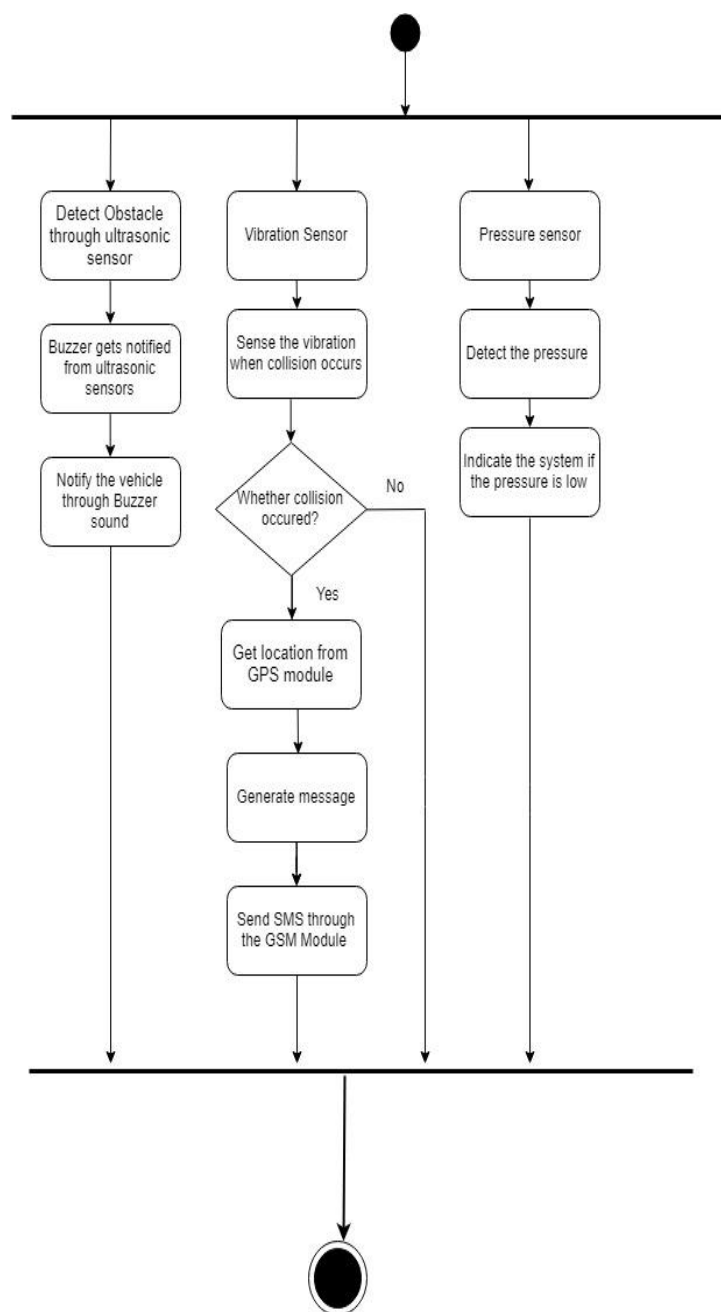 Detect Obstacle
through ultrasonic
sensor
Buzzer gets notified
from ultrasonic
sensors
Notify the vehicle
through Buzzer
sound
Vibration Sensor
Sense the vibration
when collision occurs
Whether collision
occured?
No
Yes
Get location from
GPS module
Generate message
Send SMS through
the GSM Module
Pressure sensor
Detect the pressure
Indicate the system if
the pressure is low